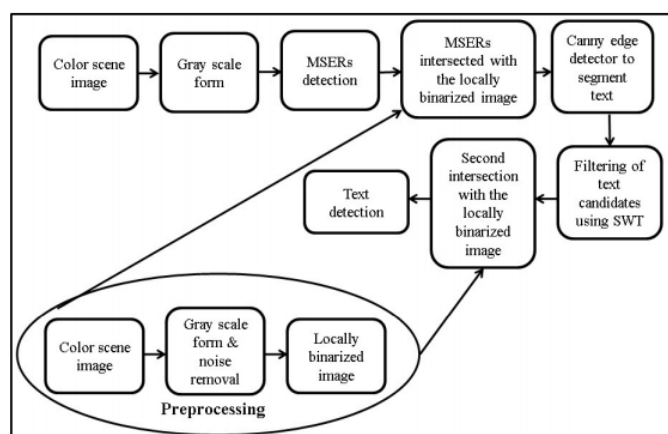 Color scene
image
Gray scale
form
MSERs
detection
MSERs
intersected with
the locally
binarized image
Canny edge
detector to
segment
text
Filtering of
text
candidates
using SWT
Second
intersection
with the
locally
binarized
image
Text
detection
Color scene
image
Gray scale
form &
noise
removal
Locally
binarized
image
Preprocessing